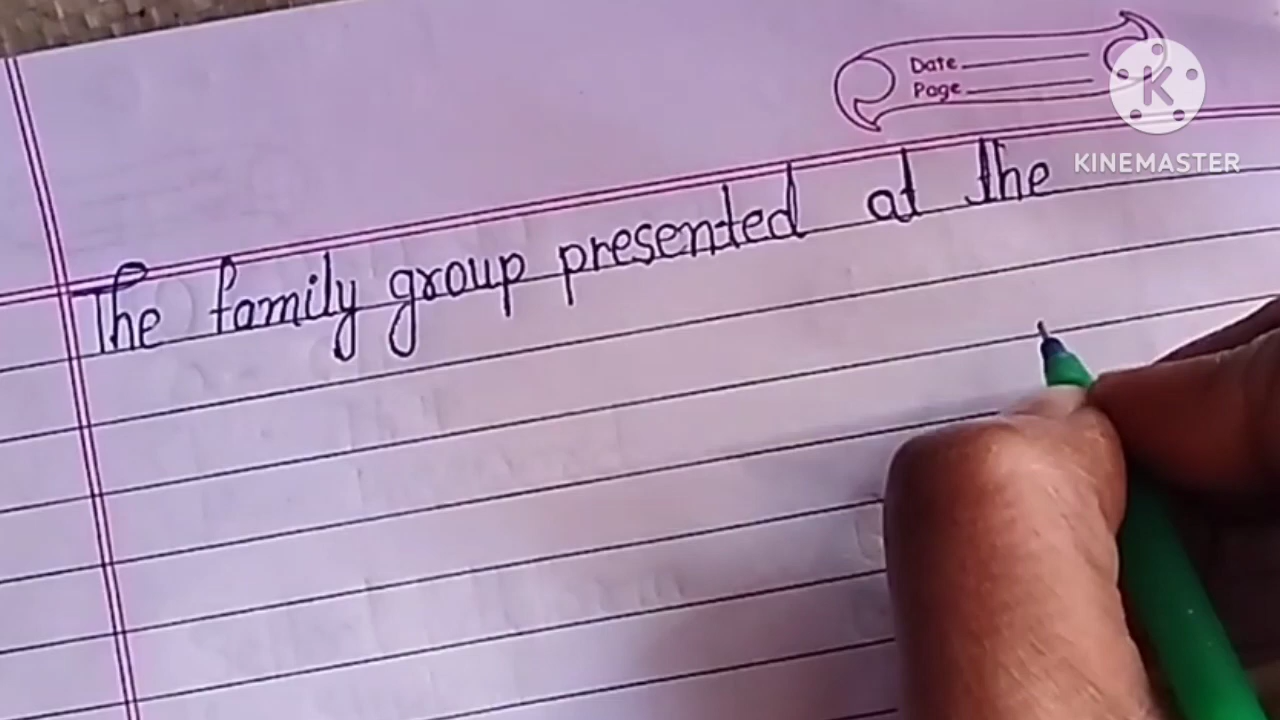 Date
Page
K
KINEMASTER
The family group presented at the